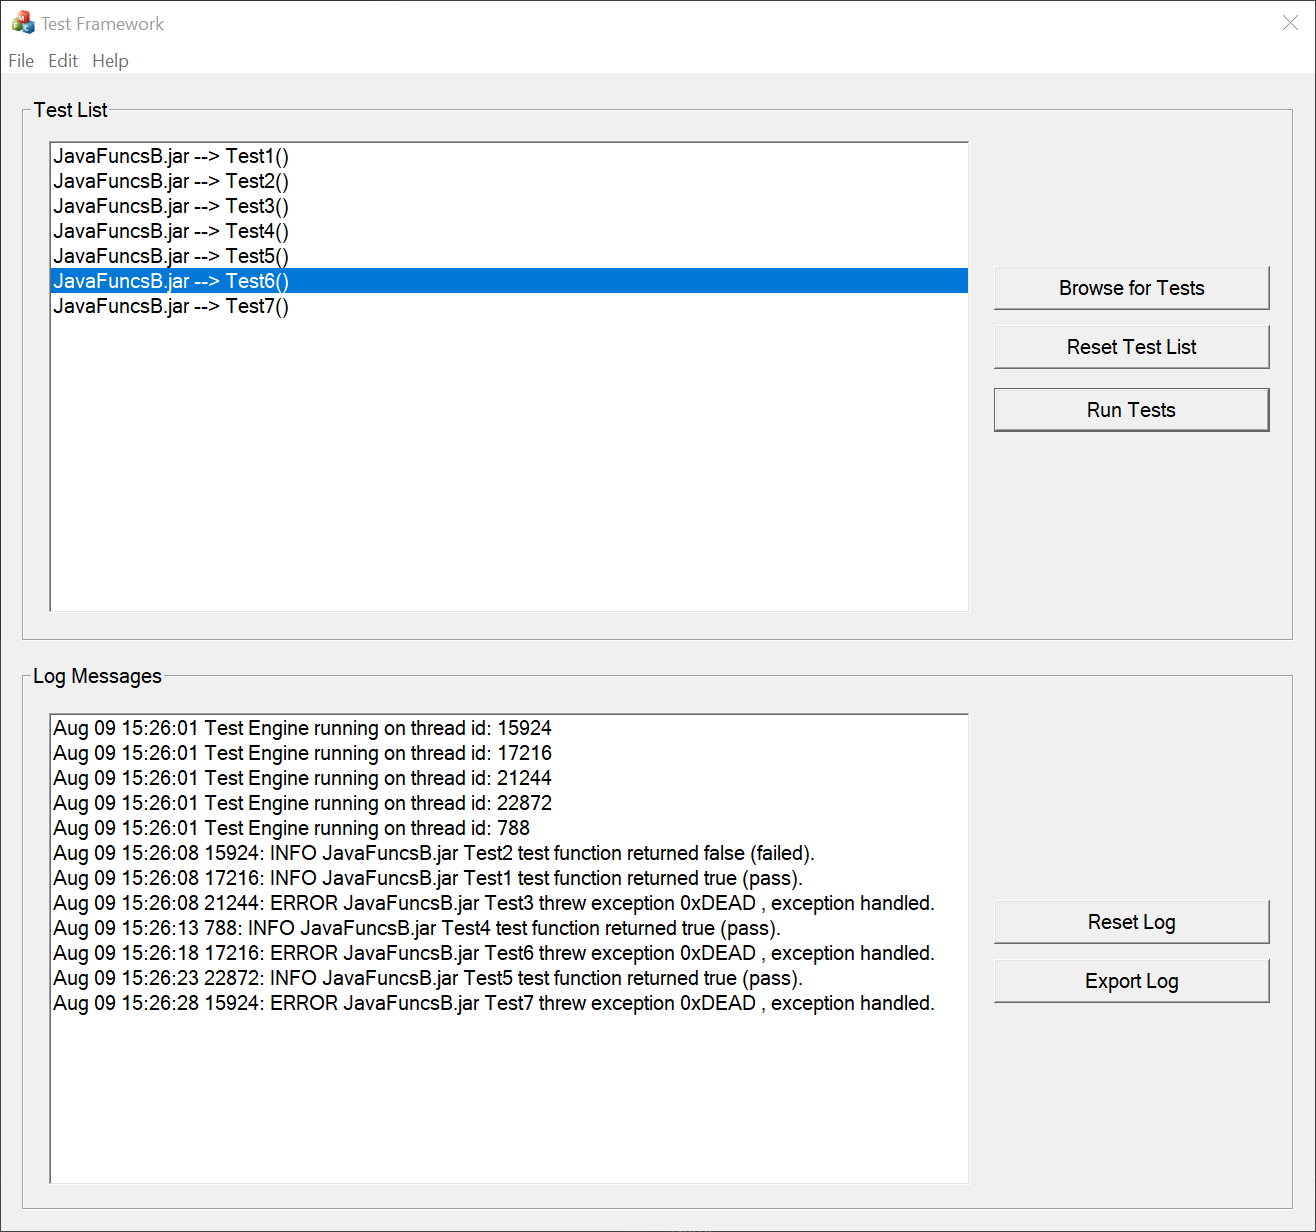 Test Framework
File Edit Help
Test List
JavaFuncsB.jar --> Test1()
JavaFuncsB.jar --> Test2()
JavaFuncsB.jar --> Test3()
JavaFuncsB.jar --> Test4()
JavaFuncsB.jar --> Test5()
JavaFuncsB.jar --> Test6()
JavaFuncsB.jar --> Test7()
Browse for Tests
Reset Test List
Run Tests
Log Messages
Aug 09 15:26:01 Test Engine running on thread id: 15924
Aug 09 15:26:01 Test Engine running on thread id: 17216
Aug 09 15:26:01 Test Engine running on thread id: 21244
Aug 09 15:26:01 Test Engine running on thread id: 22872
Aug 09 15:26:01 Test Engine running on thread id: 788
Aug 09 15:26:08 15924: INFO JavaFuncsB.jar Test2 test function returned false (failed).
Aug 09 15:26:08 17216: INFO JavaFuncsB.jar Test1 test function returned true (pass).
Aug 09 15:26:08 21244: ERROR JavaFuncsB.jar Test3 threw exception 0xDEAD , exception handled.
Aug 09 15:26:13 788: INFO JavaFuncsB.jar Test4 test function returned true (pass).
Aug 09 15:26:18 17216: ERROR JavaFuncsB.jar Test6 threw exception 0xDEAD , exception handled.
Aug 09 15:26:23 22872: INFO JavaFuncsB.jar Test5 test function returned true (pass).
Aug 09 15:26:28 15924: ERROR JavaFuncsB.jar Test7 threw exception 0xDEAD , exception handled.
Reset Log
Export Log